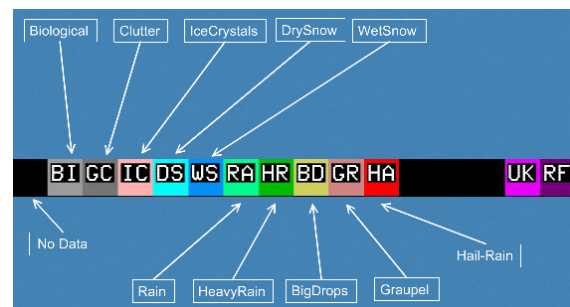 Biological Clutter IceCrystals DrySnow WetSnow
BI GC IC DS WS RA HR BD GR HA UK RF
No Data Hail-Rain
Rain HeavyRain BigDrops Graupel